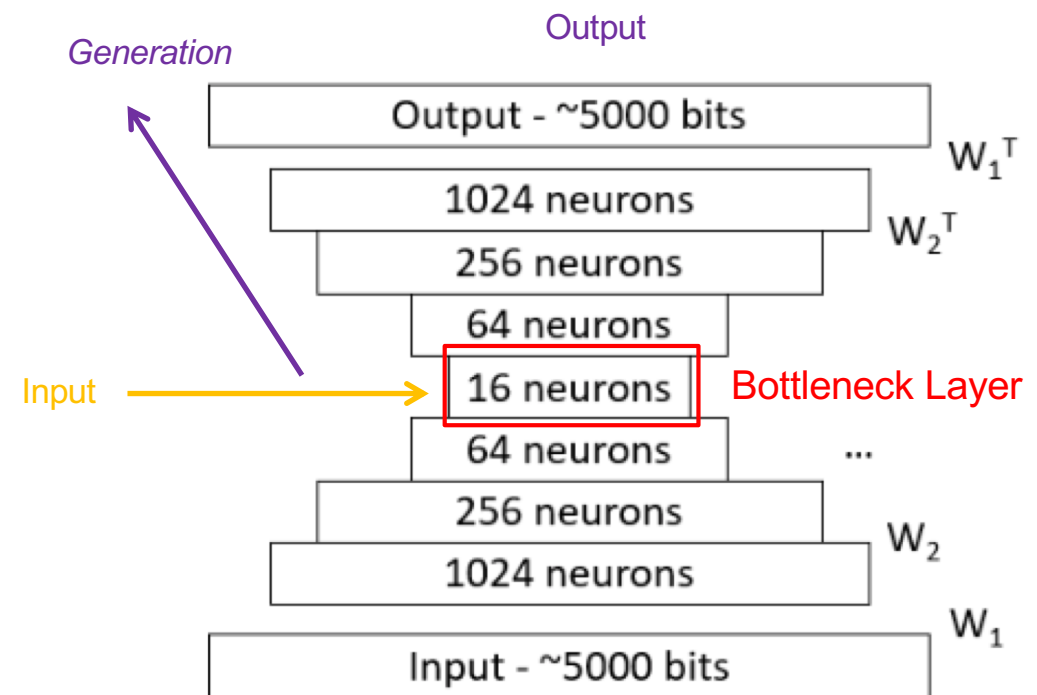 Output
Generation
Output - ~5000 bits
W₁ᵀ
1024 neurons
W₂ᵀ
256 neurons
64 neurons
Input
16 neurons
Bottleneck Layer
64 neurons
...
256 neurons
W₂
1024 neurons
W₁
Input - ~5000 bits